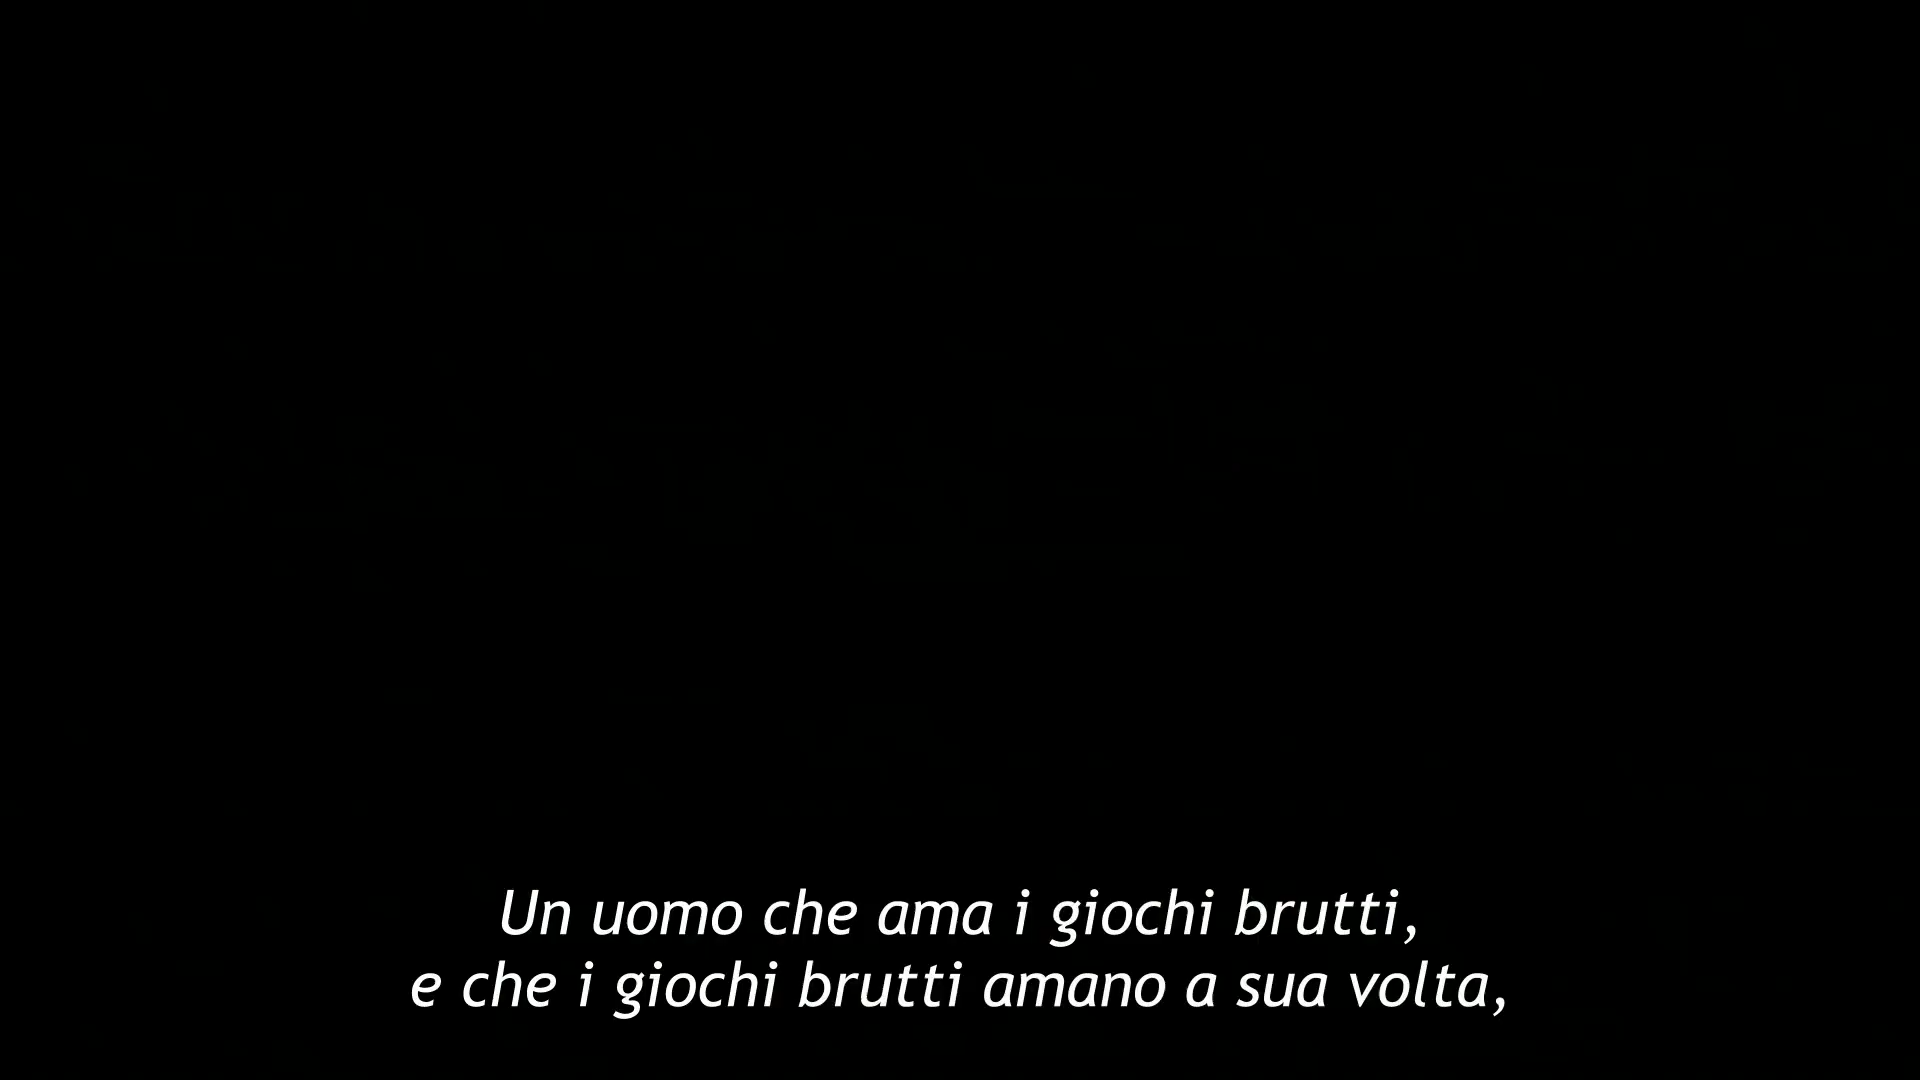 Un uomo che ama i giochi brutti,
e che i giochi brutti amano a sua volta,